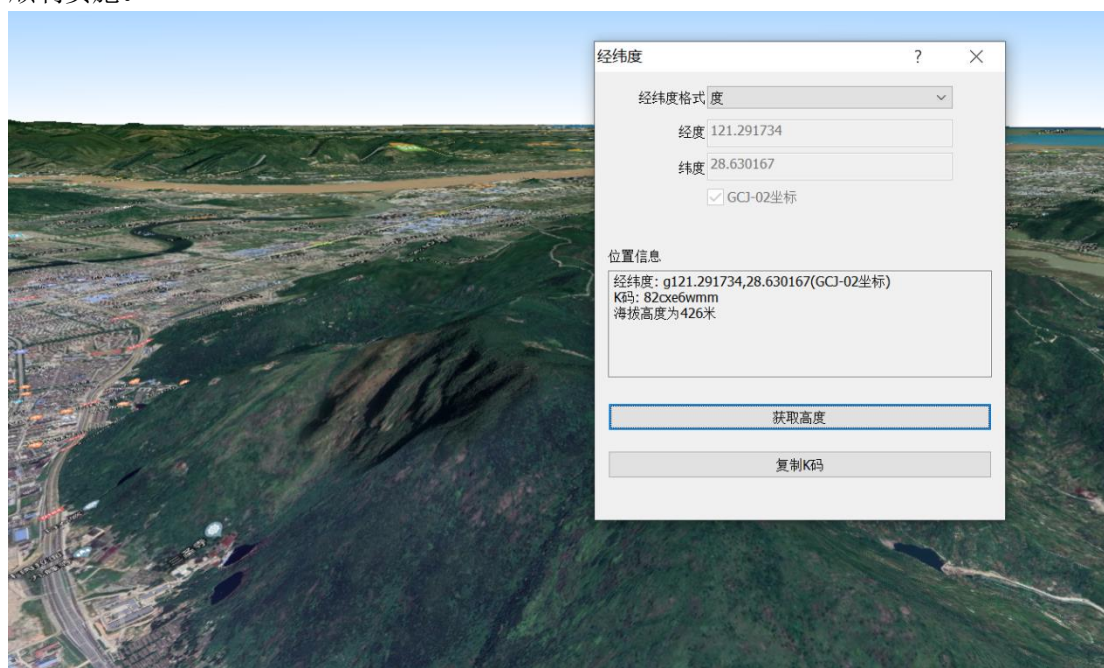 经纬度
经纬度格式 度
经度 121.291734
纬度 28.630167
GCJ-02坐标
位置信息
经纬度: g121.291734,28.630167(GCJ-02坐标)
K码: 82cxe6wmm
海拔高度为426米
获取高度
复制K码